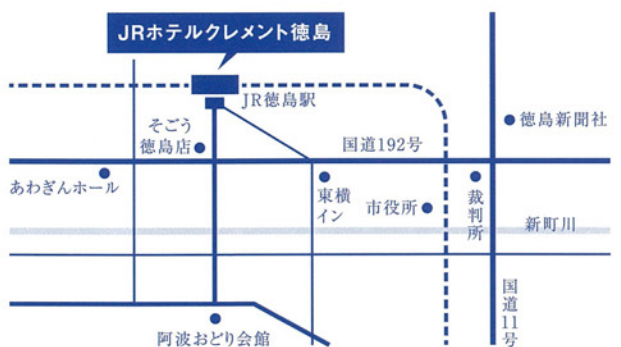 JRホテルクレメント徳島
JR徳島駅
そごう
徳島店
国道192号
徳島新聞社
あわぎんホール
東横
イン
市役所
裁判所
新町川
国道11号
阿波おどり会館